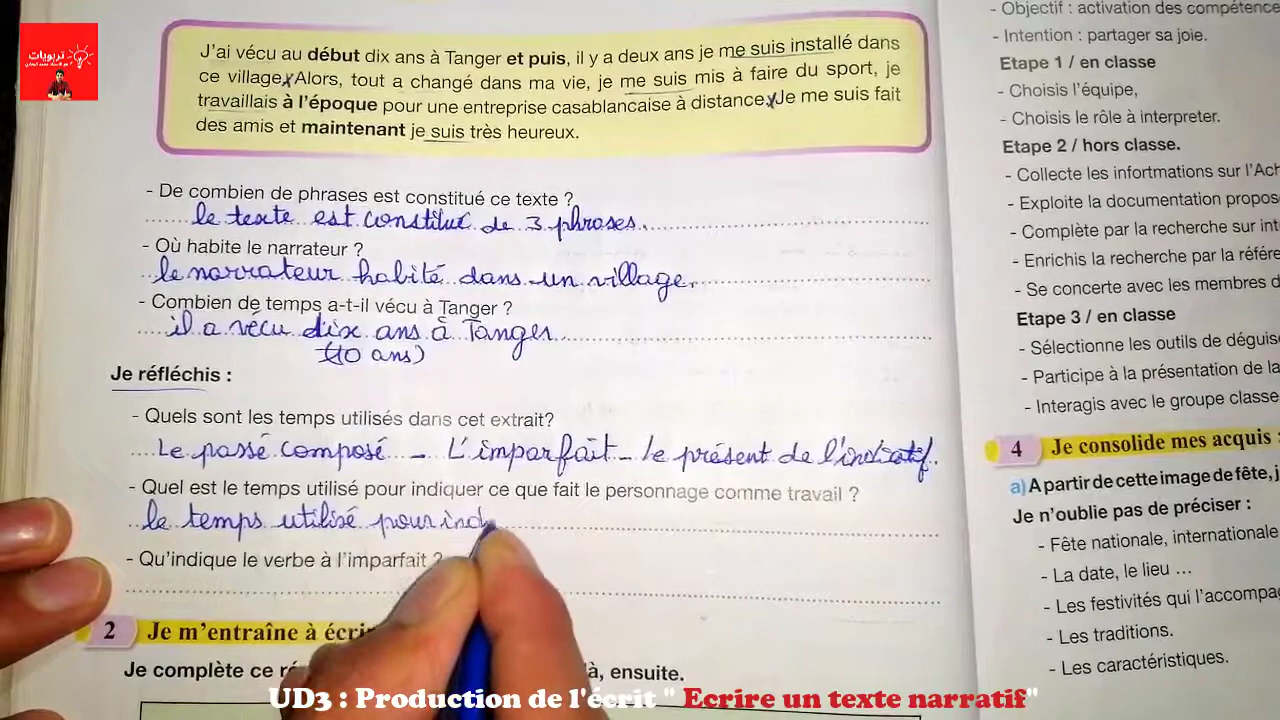 تربويات
J'ai vécu au début dix ans à Tanger et puis, il y a deux ans je me suis installé dans
ce village. Alors, tout a changé dans ma vie, je me suis mis à faire du sport, je
travaillais à l'époque pour une entreprise casablancaise à distance. Je me suis fait
des amis et maintenant je suis très heureux.
- De combien de phrases est constitué ce texte ?
le texte est constitué de 3 phrases.
- Où habite le narrateur ?
le narrateur habité dans un village.
- Combien de temps a-t-il vécu à Tanger ?
il a vécu dix ans à Tanger
(10 ans)
Je réfléchis :
- Quels sont les temps utilisés dans cet extrait?
Le passé composé - L'imparfait - le présent de l'indicatif.
- Quel est le temps utilisé pour indiquer ce que fait le personnage comme travail ?
le temps utilisé pour ind
- Qu'indique le verbe à l'imparfait ?
2 Je m'entraîne à écri
Je complète ce ré
là, ensuite.
- Objectif : activation des compétence
- Intention : partager sa joie.
Etape 1 / en classe
- Choisis l'équipe,
- Choisis le rôle à interpreter.
Etape 2 / hors classe.
- Collecte les infortmations sur l'Ach
- Exploite la documentation propos
- Complète par la recherche sur int
- Enrichis la recherche par la référe
- Se concerte avec les membres d
Etape 3 / en classe
- Sélectionne les outils de déguise
- Participe à la présentation de la
- Interagis avec le groupe classe
4 Je consolide mes acquis :
a) A partir de cette image de fête, j
Je n'oublie pas de préciser :
- Fête nationale, internationale
- La date, le lieu ...
- Les festivités qui l'accompa
- Les traditions.
- Les caractéristiques.
UD3 : Production de l'écrit " Ecrire un texte narratif"